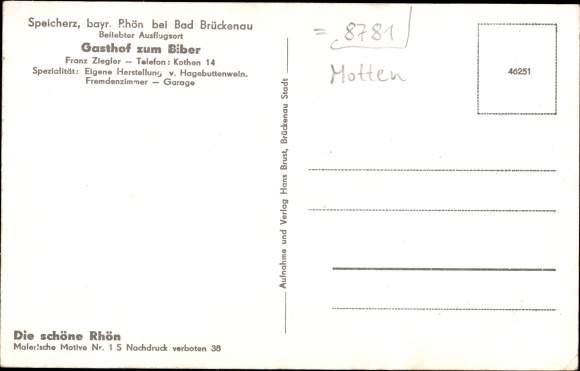 Speicherz, bayr. Rhön bei Bad Brückenau
Beliebter Ausflugsort
Gasthof zum Biber
Franz Ziegler – Telefon: Kothen 14
Spezialität: Eigene Herstellung v. Hagebuttenwein.
Fremdenzimmer – Garage
= 8781
Motten
46251
Aufnahme und Verlag Hans Brust, Brückenau Stadt
Die schöne Rhön
Malerische Motive Nr. 1 S Nachdruck verboten 38